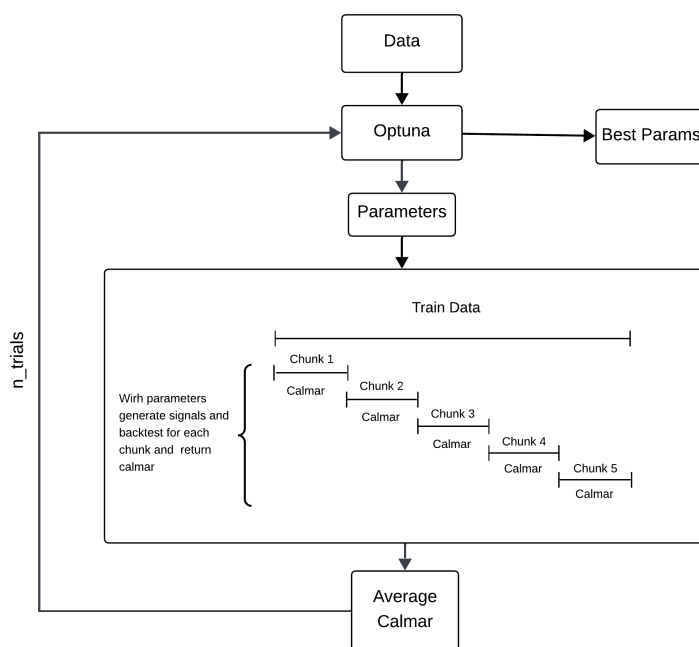 Data
Optuna
Best Params
Parameters
Train Data
Chunk 1
Calmar
Chunk 2
Calmar
Chunk 3
Calmar
Chunk 4
Calmar
Chunk 5
Calmar
Wirh parameters
generate signals and
backtest for each
chunk and return
calmar
n_trials
Average
Calmar